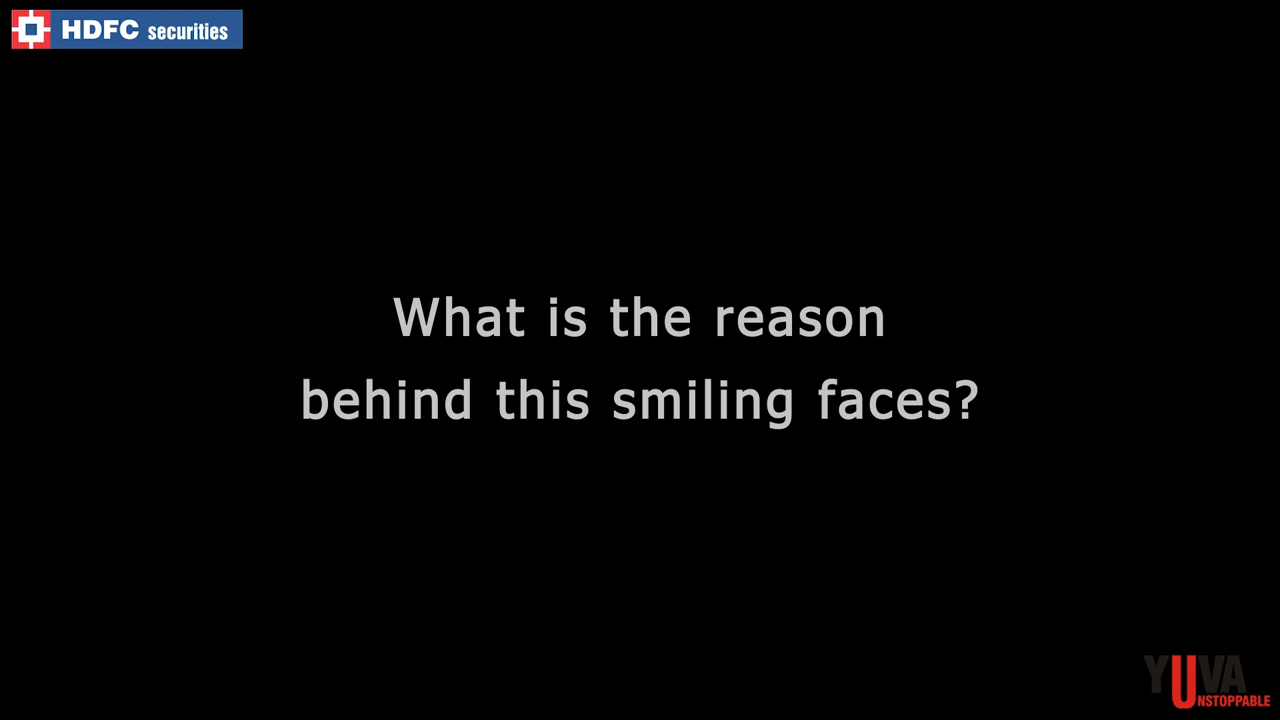 HDFC securities
What is the reason
behind this smiling faces?
YUVA
UNSTOPPABLE